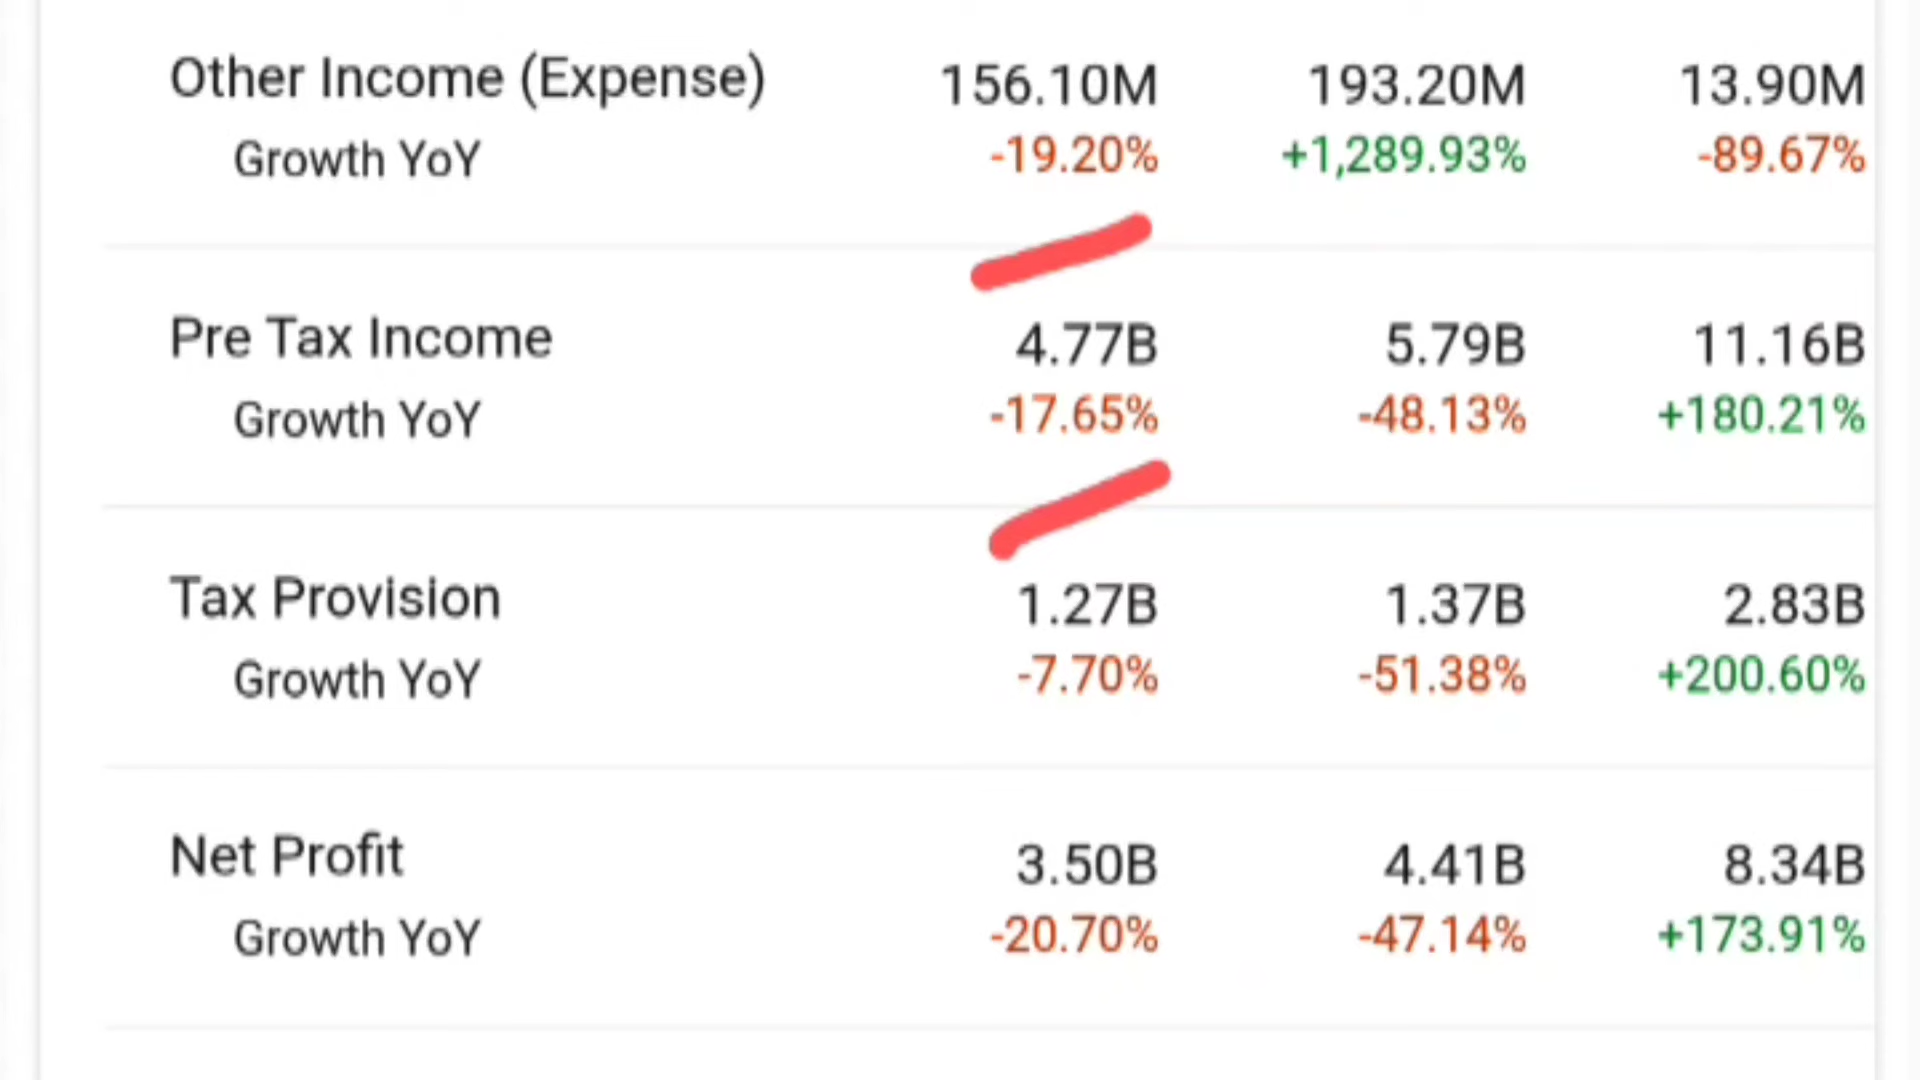 Other Income (Expense) 156.10M 193.20M 13.90M
Growth YoY -19.20% +1,289.93% -89.67%
Pre Tax Income 4.77B 5.79B 11.16B
Growth YoY -17.65% -48.13% +180.21%
Tax Provision 1.27B 1.37B 2.83B
Growth YoY -7.70% -51.38% +200.60%
Net Profit 3.50B 4.41B 8.34B
Growth YoY -20.70% -47.14% +173.91%